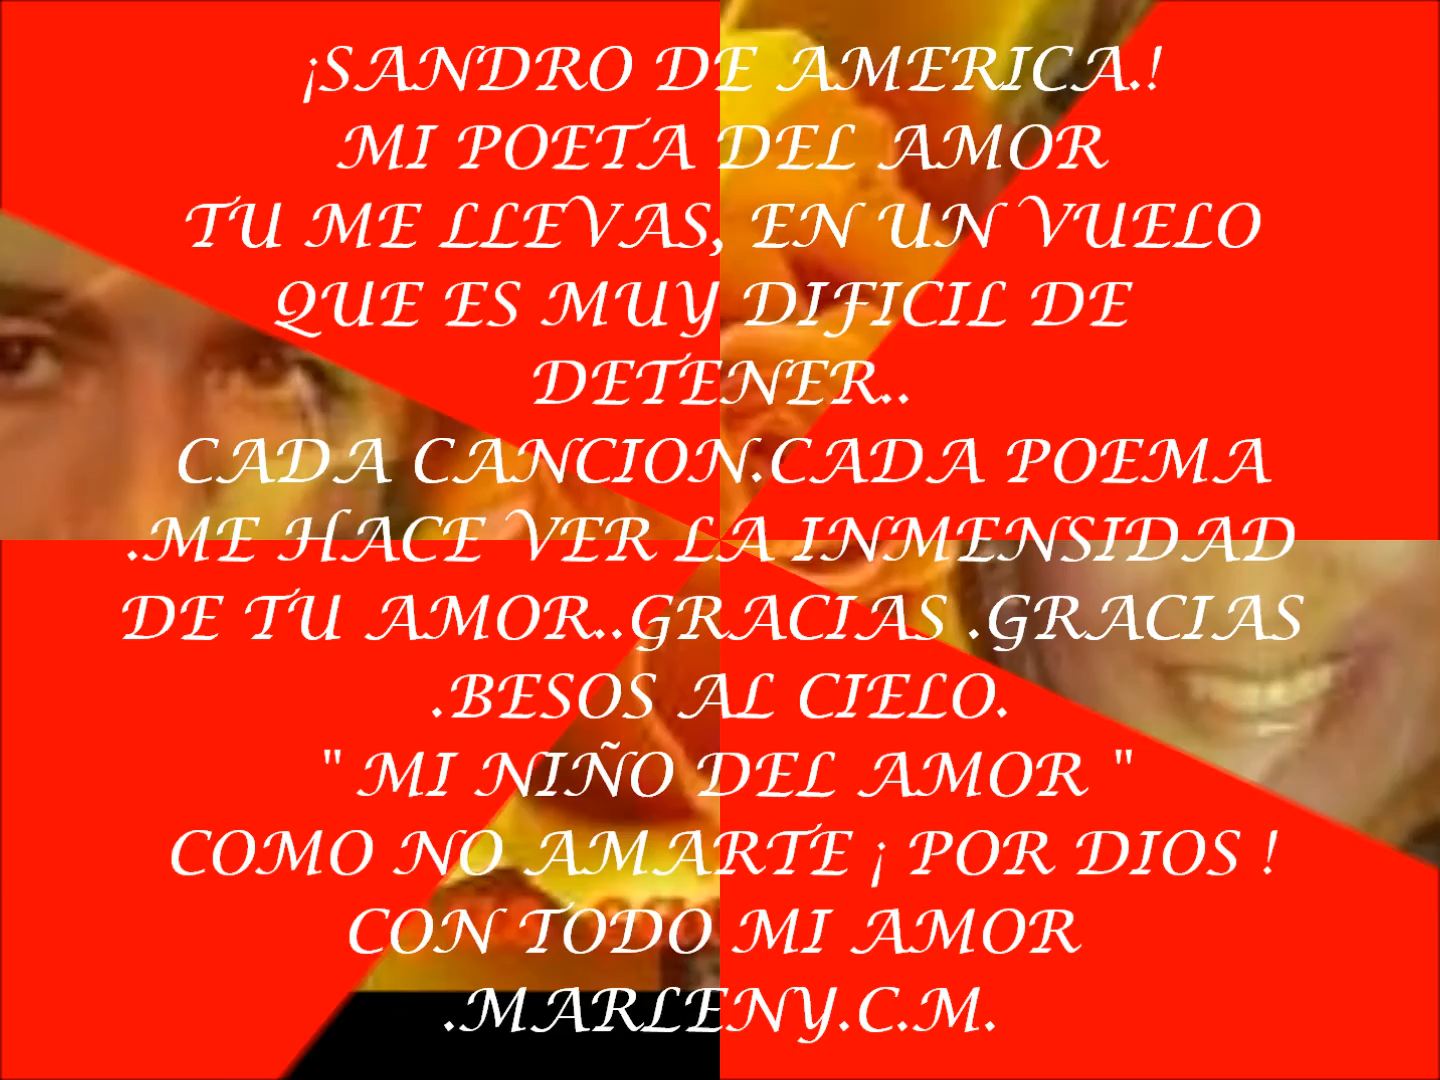 ¡SANDRO DE AMERICA.!
MI POETA DEL AMOR
TU ME LLEVAS, EN UN VUELO
QUE ES MUY DIFICIL DE
DETENER..
CADA CANCION.CADA POEMA
.ME HACE VER LA INMENSIDAD
DE TU AMOR..GRACIAS .GRACIAS
.BESOS AL CIELO.
" MI NIÑO DEL AMOR "
COMO NO AMARTE ¡ POR DIOS !
CON TODO MI AMOR
.MARLENY.C.M.